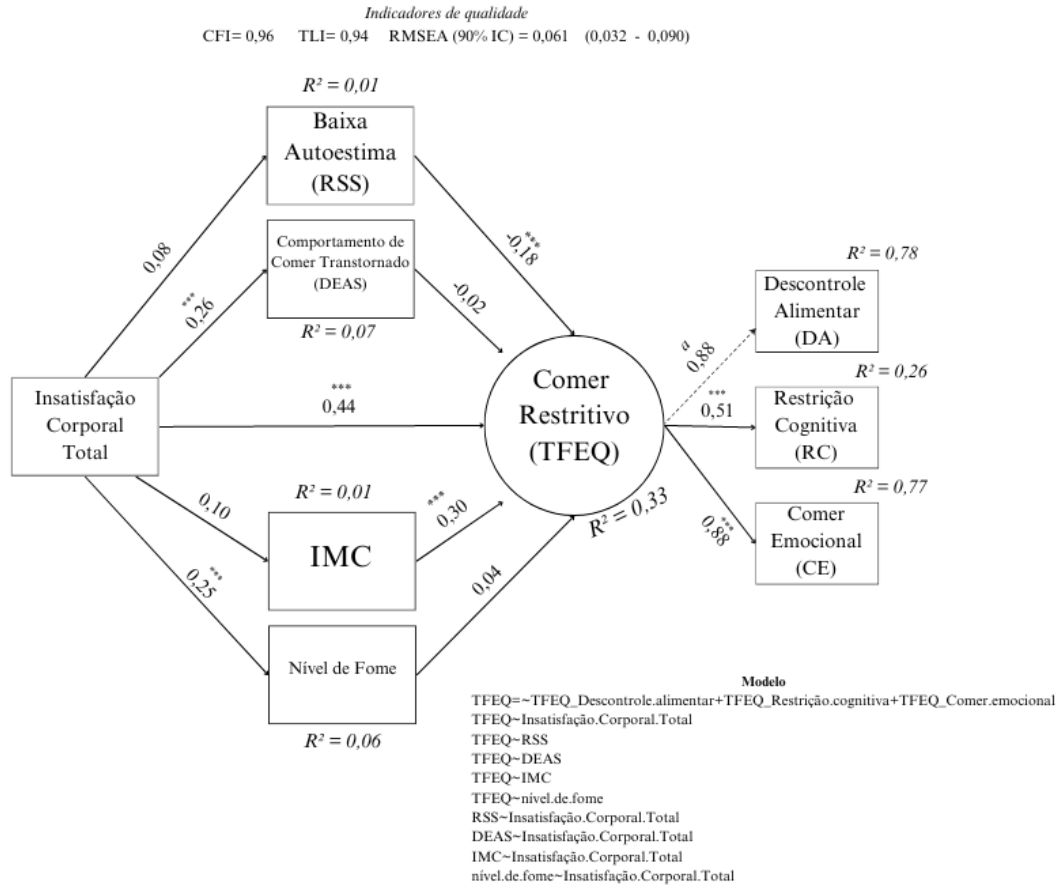 Indicadores de qualidade
CFI= 0,96 TLI= 0,94 RMSEA (90% IC) = 0,061 (0,032 - 0,090)
R² = 0,01
Baixa
Autoestima
(RSS)
Comportamento de
Comer Transtornado
(DEAS)
R² = 0,07
0,08
***
0,26
***
-0,18
-0,02
Insatisfação
Corporal
Total
***
0,44
Comer
Restritivo
(TFEQ)
R² = 0,33
R² = 0,01
IMC
0,10
***
0,30
***
0,25
0,04
Nível de Fome
R² = 0,06
R² = 0,78
Descontrole
Alimentar
(DA)
a
0,88
R² = 0,26
Restrição
Cognitiva
(RC)
***
0,51
R² = 0,77
Comer
Emocional
(CE)
***
0,88
Modelo
TFEQ=~TFEQ_Descontrole.alimentar+TFEQ_Restrição.cognitiva+TFEQ_Comer.emocional
TFEQ~Insatisfação.Corporal.Total
TFEQ~RSS
TFEQ~DEAS
TFEQ~IMC
TFEQ~nível.de.fome
RSS~Insatisfação.Corporal.Total
DEAS~Insatisfação.Corporal.Total
IMC~Insatisfação.Corporal.Total
nível.de.fome~Insatisfação.Corporal.Total